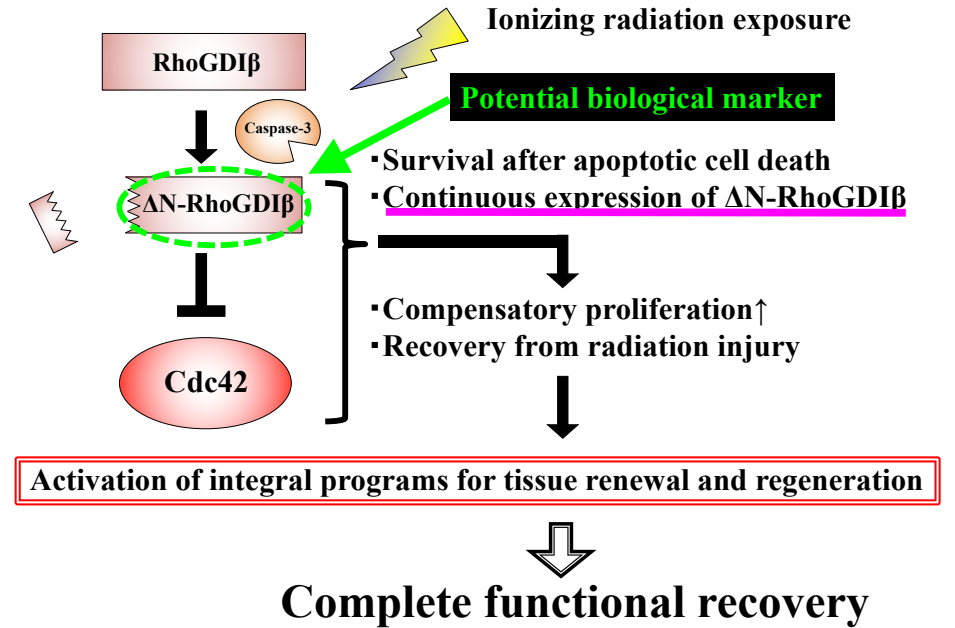 Ionizing radiation exposure
RhoGDIβ
Potential biological marker
Caspase-3
・Survival after apoptotic cell death
・Continuous expression of ΔN-RhoGDIβ
ΔN-RhoGDIβ
・Compensatory proliferation↑
・Recovery from radiation injury
Cdc42
Activation of integral programs for tissue renewal and regeneration
Complete functional recovery